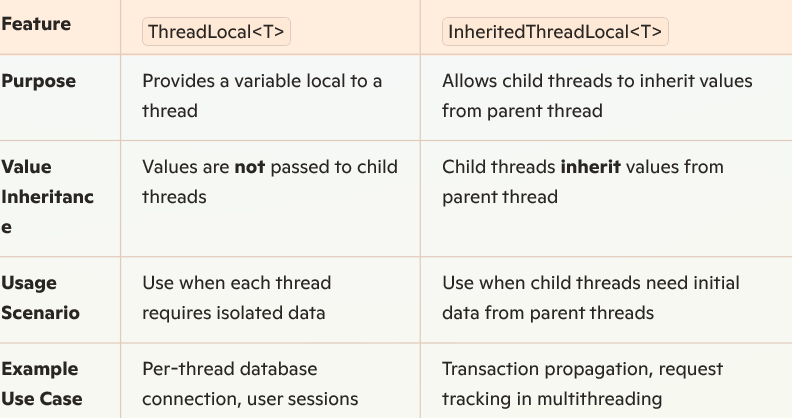 Feature
ThreadLocal<T>
InheritedThreadLocal<T>
Purpose
Provides a variable local to a
thread
Allows child threads to inherit values
from parent thread
Value
Inheritanc
e
Values are not passed to child
threads
Child threads inherit values from
parent thread
Usage
Scenario
Use when each thread
requires isolated data
Use when child threads need initial
data from parent threads
Example
Use Case
Per-thread database
connection, user sessions
Transaction propagation, request
tracking in multithreading